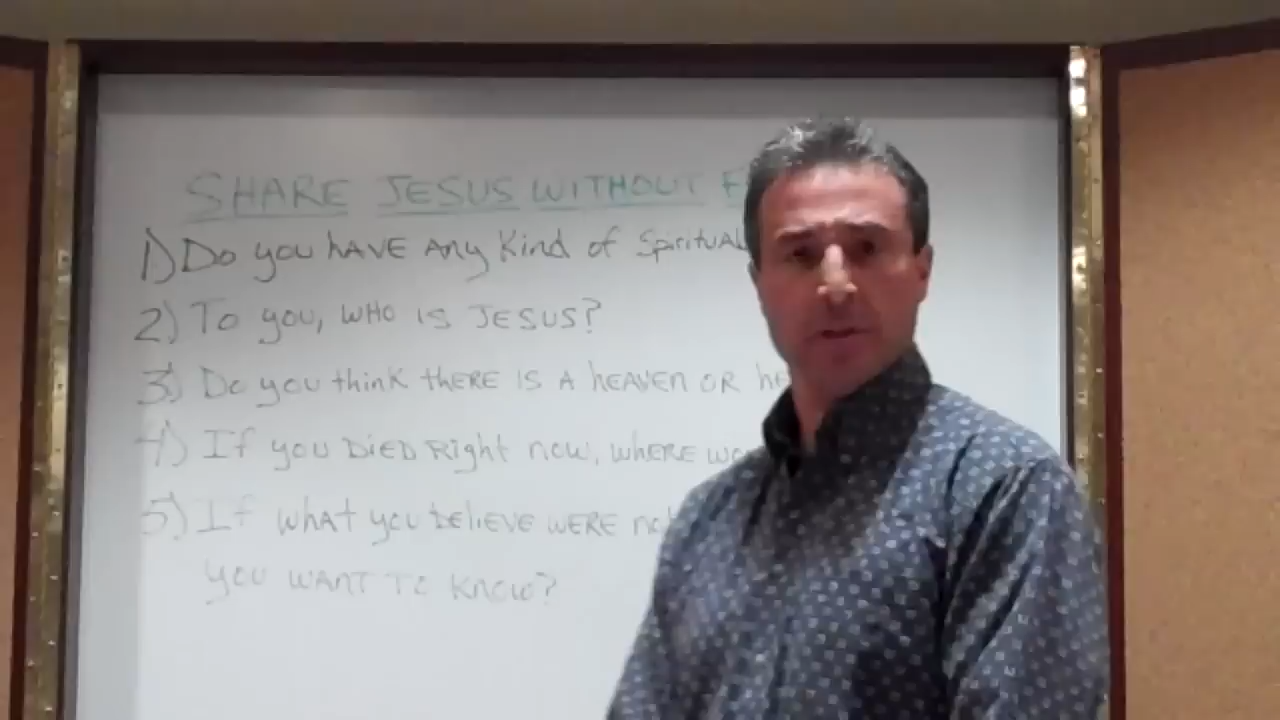 SHARE JESUS WITHOUT
1) Do you HAVE Any Kind of Spiritual
2) To you, WHO IS JESUS?
3) Do you think THERE IS A HEAVEN OR
4) If you DIED Right now, WHERE
5) If what you bELIEVE WERE
you WANT TO KNOW?